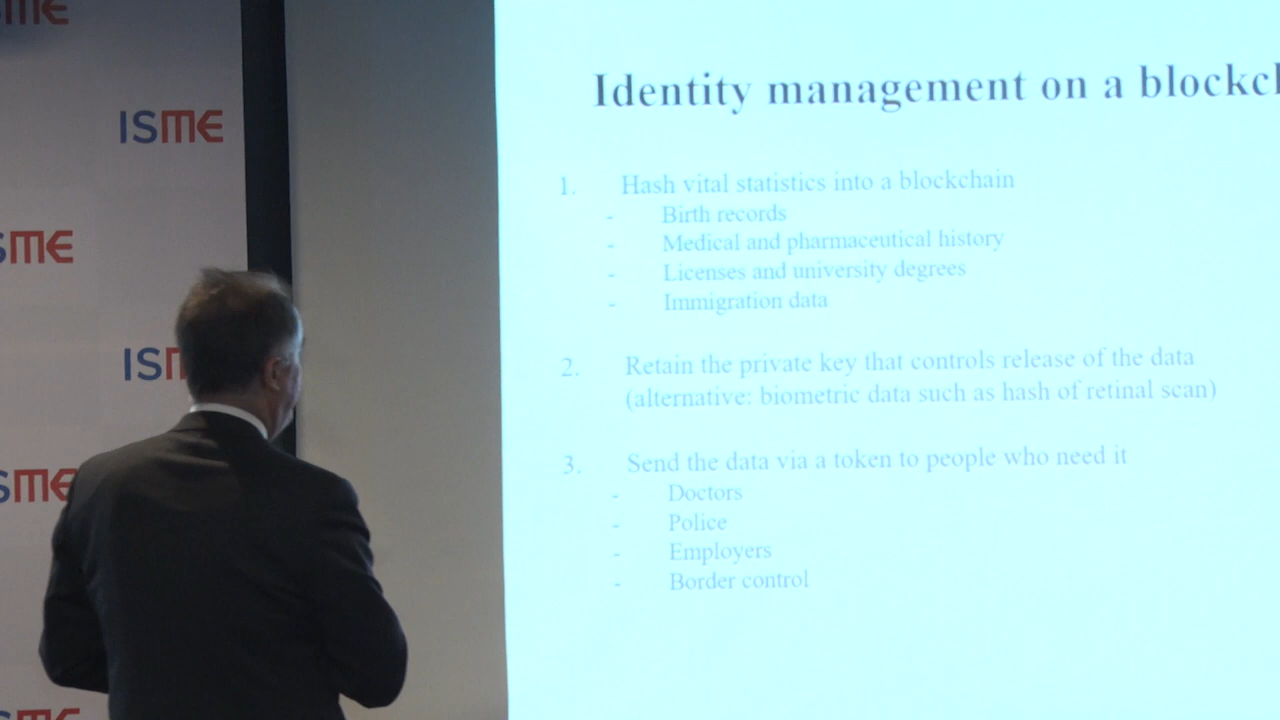 ISME
ISME
Identity management on a
1. Hash vital statistics into a blockchain
- Birth records
- Medical and pharmaceutical history
- Licenses and university degrees
- Immigration data
2. Retain the private key that controls release of the data
(alternative: biometric data such as hash of retinal scan)
3. Send the data via a token to people who need it
- Doctors
- Police
- Employers
- Border control